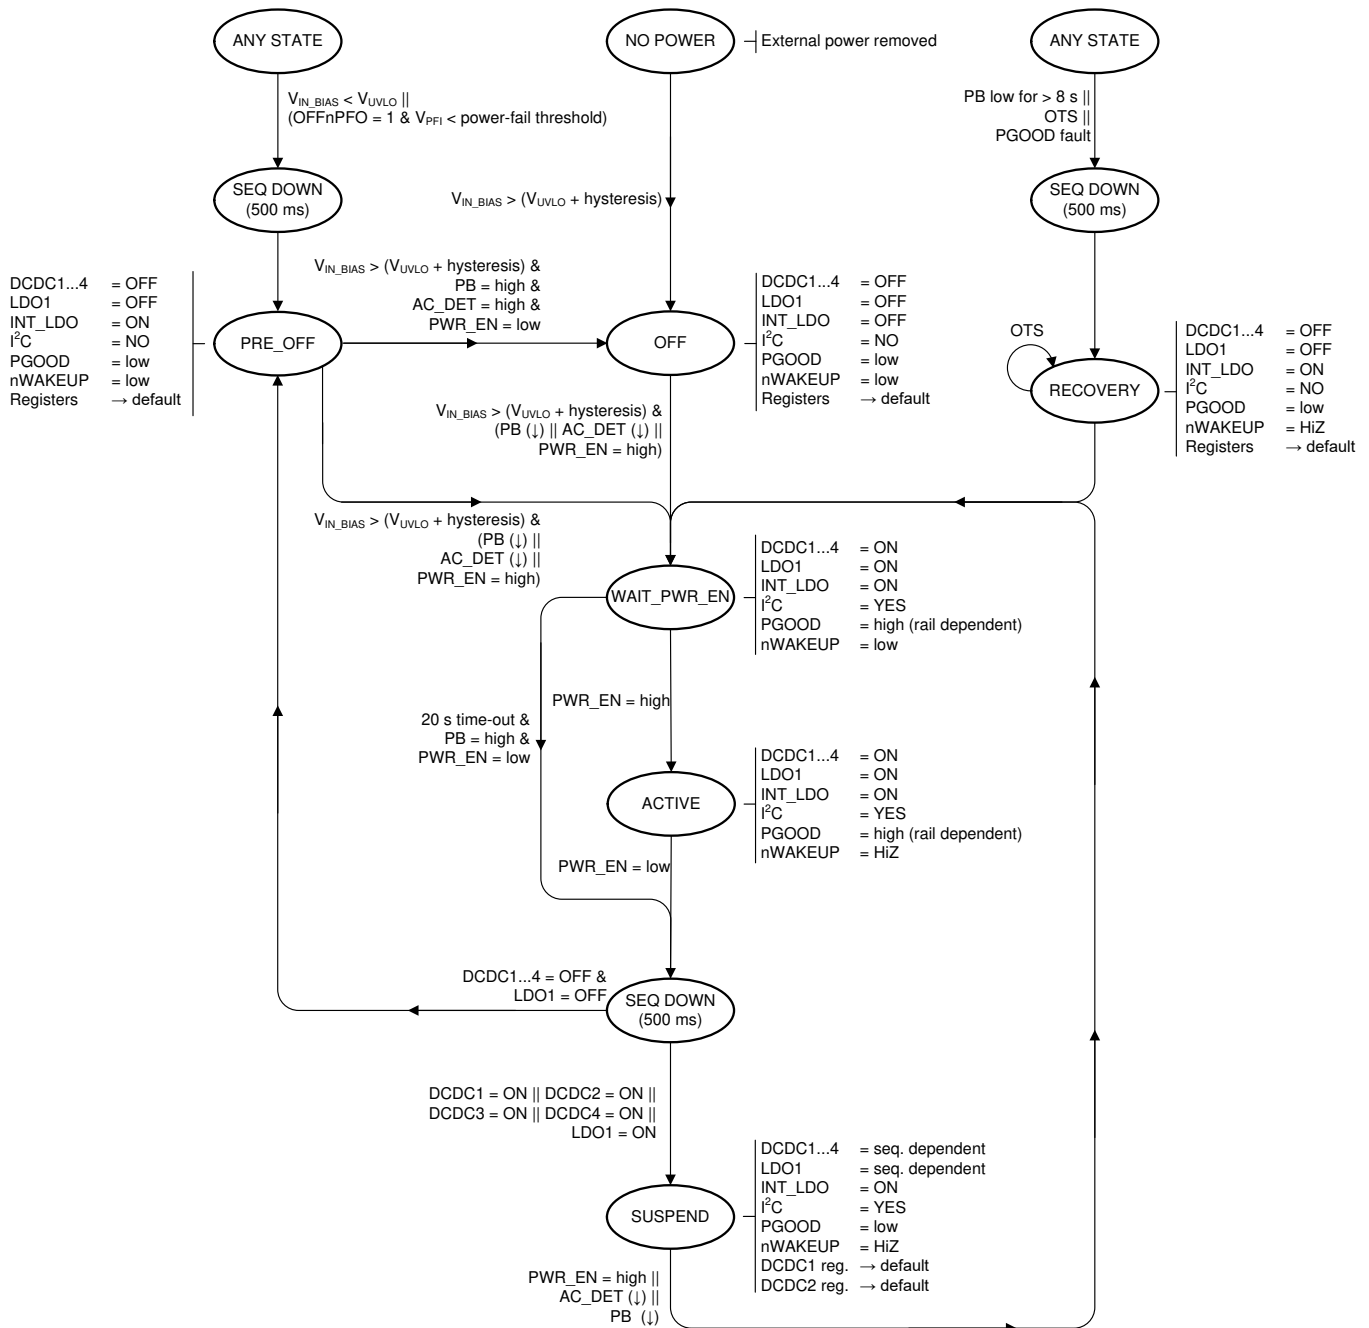 ANY STATE
NO POWER
External power removed
ANY STATE
V_IN_BIAS < V_UVLO ||
(OFFnPFO = 1 & V_PFI < power-fail threshold)
PB low for > 8 s ||
OTS ||
PGOOD fault
SEQ DOWN
(500 ms)
V_IN_BIAS > (V_UVLO + hysteresis)
SEQ DOWN
(500 ms)
DCDC1...4 = OFF
LDO1 = OFF
INT_LDO = ON
I²C = NO
PGOOD = low
nWAKEUP = low
Registers → default
PRE_OFF
V_IN_BIAS > (V_UVLO + hysteresis) &
PB = high &
AC_DET = high &
PWR_EN = low
OFF
DCDC1...4 = OFF
LDO1 = OFF
INT_LDO = OFF
I²C = NO
PGOOD = low
nWAKEUP = low
Registers → default
OTS
RECOVERY
DCDC1...4 = OFF
LDO1 = OFF
INT_LDO = ON
I²C = NO
PGOOD = low
nWAKEUP = HiZ
Registers → default
V_IN_BIAS > (V_UVLO + hysteresis) &
(PB (↓) || AC_DET (↓) ||
PWR_EN = high)
V_IN_BIAS > (V_UVLO + hysteresis) &
(PB (↓) ||
AC_DET (↓) ||
PWR_EN = high)
WAIT_PWR_EN
DCDC1...4 = ON
LDO1 = ON
INT_LDO = ON
I²C = YES
PGOOD = high (rail dependent)
nWAKEUP = low
PWR_EN = high
20 s time-out &
PB = high &
PWR_EN = low
ACTIVE
DCDC1...4 = ON
LDO1 = ON
INT_LDO = ON
I²C = YES
PGOOD = high (rail dependent)
nWAKEUP = HiZ
PWR_EN = low
DCDC1...4 = OFF &
LDO1 = OFF
SEQ DOWN
(500 ms)
DCDC1 = ON || DCDC2 = ON ||
DCDC3 = ON || DCDC4 = ON ||
LDO1 = ON
SUSPEND
DCDC1...4 = seq. dependent
LDO1 = seq. dependent
INT_LDO = ON
I²C = YES
PGOOD = low
nWAKEUP = HiZ
DCDC1 reg. → default
DCDC2 reg. → default
PWR_EN = high ||
AC_DET (↓) ||
PB (↓)